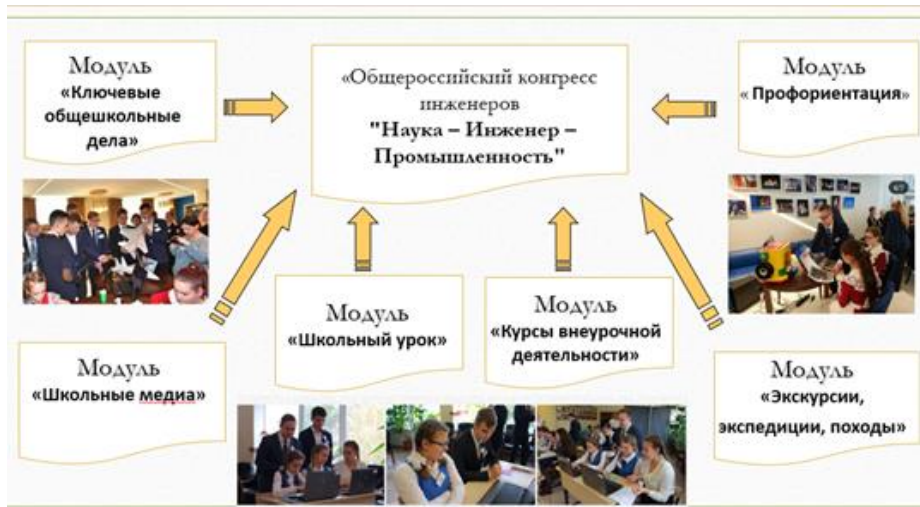 Модуль
«Ключевые
общешкольные
дела»
«Общероссийский конгресс
инженеров
"Наука – Инженер –
Промышленность"
Модуль
« Профориентация»
Модуль
«Школьные медиа»
Модуль
«Школьный урок»
Модуль
«Курсы внеурочной
деятельности»
Модуль
«Экскурсии,
экспедиции, походы»